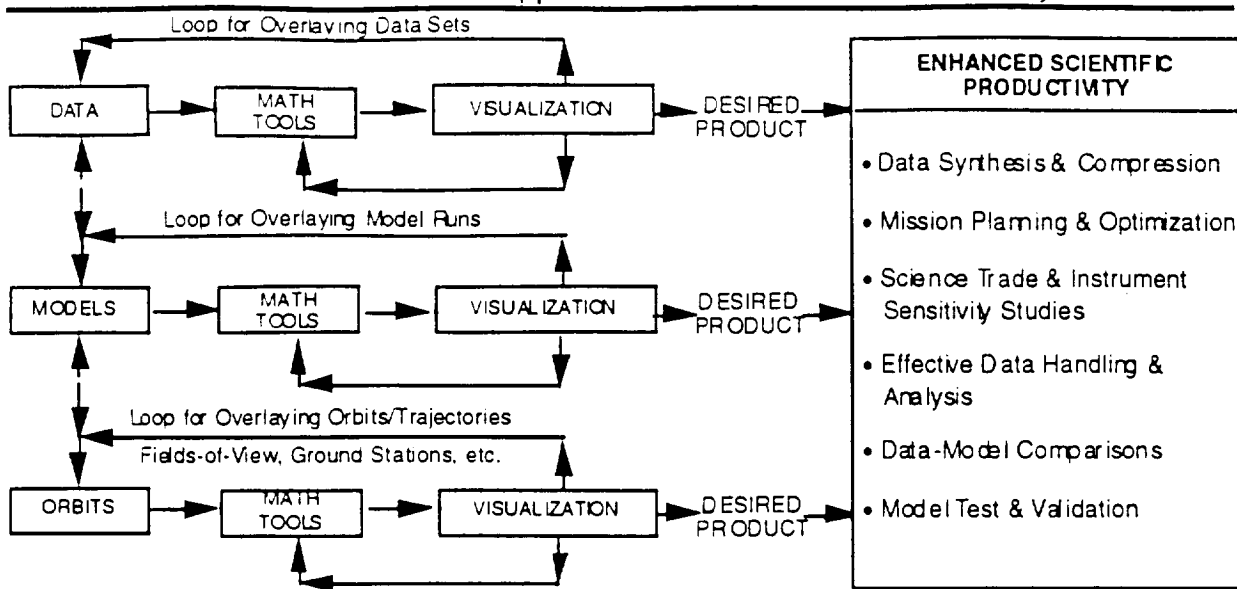 Loop for Overlaying Data Sets
DATA
MATH
TOOLS
VISUALIZATION
DESIRED
PRODUCT
Loop for Overlaying Model Runs
MODELS
MATH
TOOLS
VISUALIZATION
DESIRED
PRODUCT
Loop for Overlaying Orbits/Trajectories
Fields-of-View, Ground Stations, etc.
ORBITS
MATH
TOOLS
VISUALIZATION
DESIRED
PRODUCT
ENHANCED SCIENTIFIC
PRODUCTIVITY
• Data Synthesis & Compression
• Mission Planning & Optimization
• Science Trade & Instrument
Sensitivity Studies
• Effective Data Handling &
Analysis
• Data-Model Comparisons
• Model Test & Validation